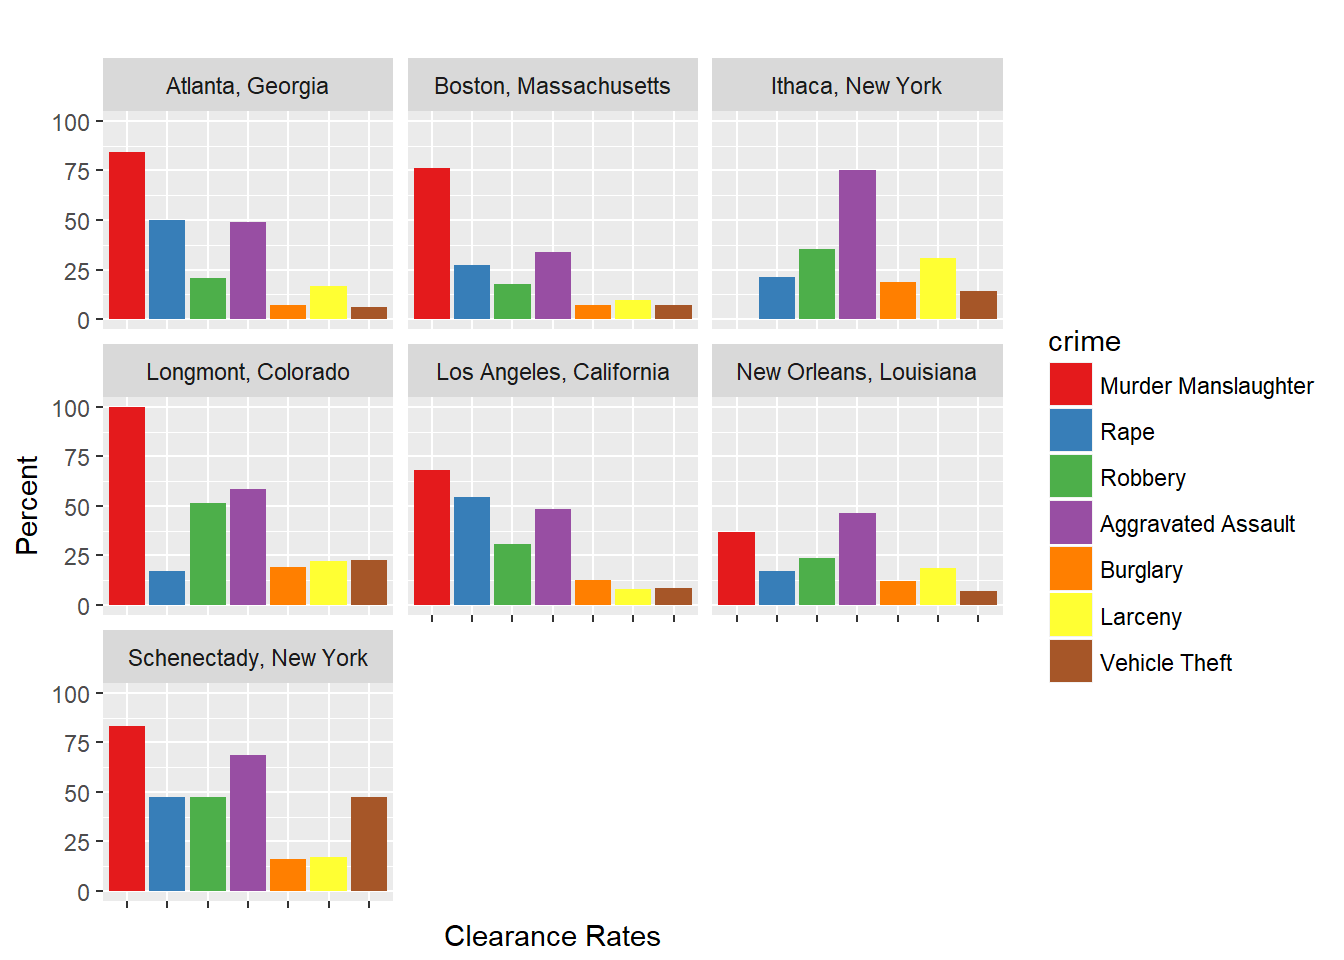 Atlanta, Georgia
Boston, Massachusetts
Ithaca, New York
100
75
50
25
0
Longmont, Colorado
Los Angeles, California
New Orleans, Louisiana
100
75
50
25
0
Schenectady, New York
100
75
50
25
0
Percent
Clearance Rates
crime
Murder Manslaughter
Rape
Robbery
Aggravated Assault
Burglary
Larceny
Vehicle Theft